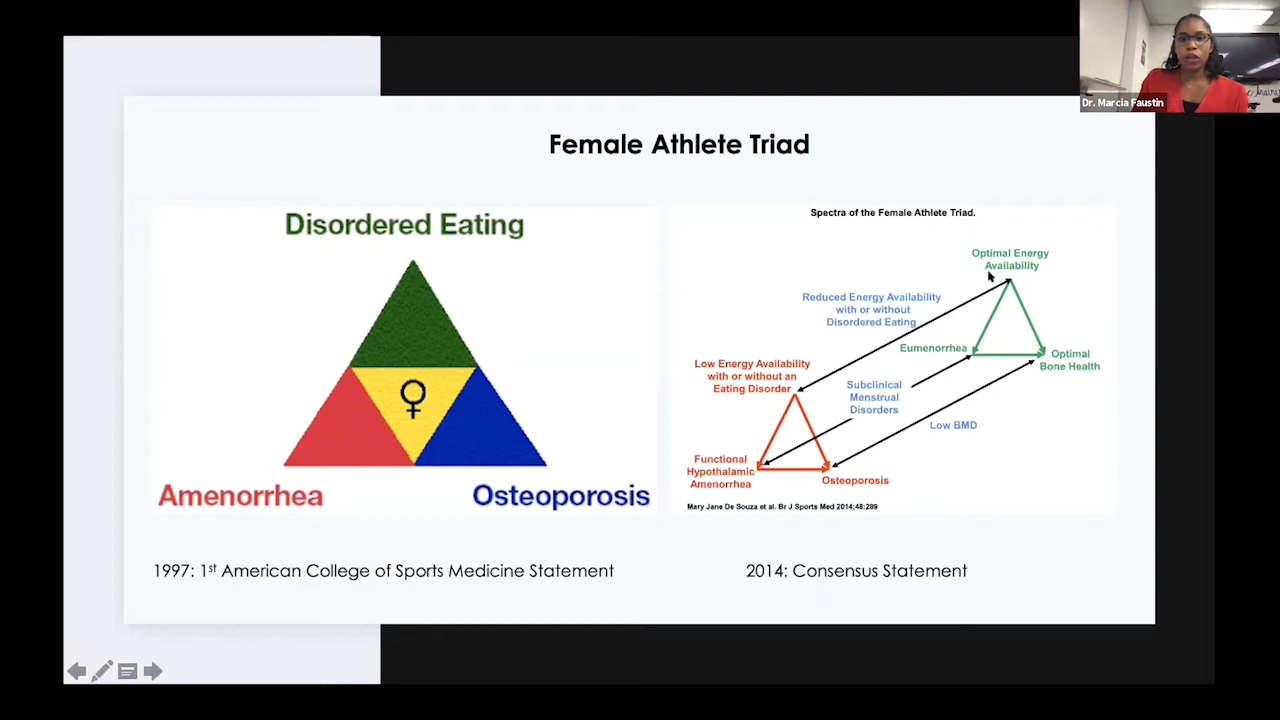 Dr. Marcia Faustin
Female Athlete Triad
Disordered Eating
Amenorrhea
Osteoporosis
1997: 1st American College of Sports Medicine Statement
Spectra of the Female Athlete Triad.
Optimal Energy
Availability
Reduced Energy Availability
with or without
Disordered Eating
Eumenorrhea
Optimal
Bone Health
Low Energy Availability
with or without an
Eating Disorder
Subclinical
Menstrual
Disorders
Low BMD
Functional
Hypothalamic
Amenorrhea
Osteoporosis
Mary Jane De Souza et al. Br J Sports Med 2014;48:289
2014: Consensus Statement